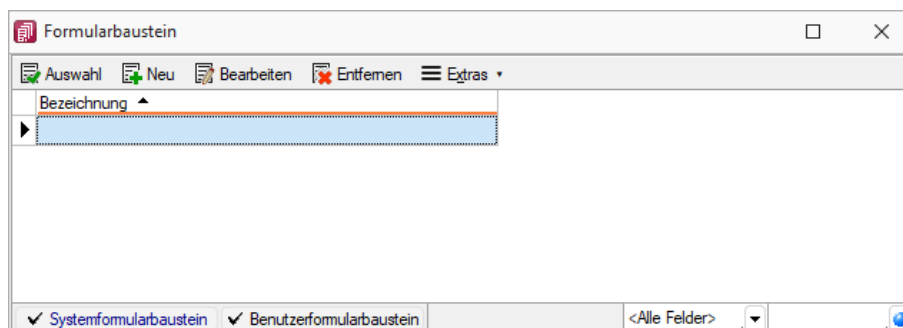 Formularbaustein
Auswahl Neu Bearbeiten Entfernen Extras
Bezeichnung
Systemformularbaustein Benutzerformularbaustein <Alle Felder>